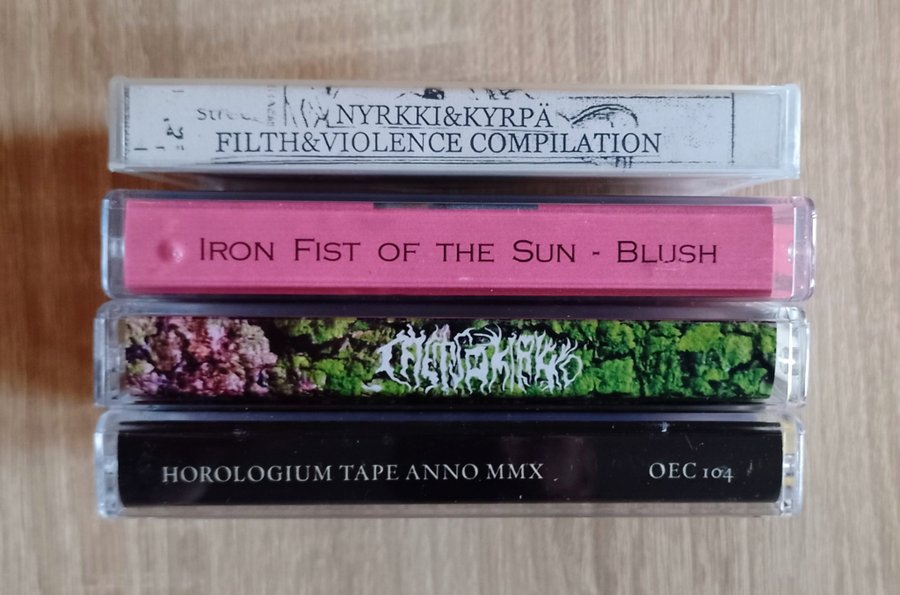 NYRKKI&KYRPÄ
FILTH&VIOLENCE COMPILATION
IRON FIST OF THE SUN - BLUSH
HOROLOGIUM TAPE ANNO MMX
OEC 104